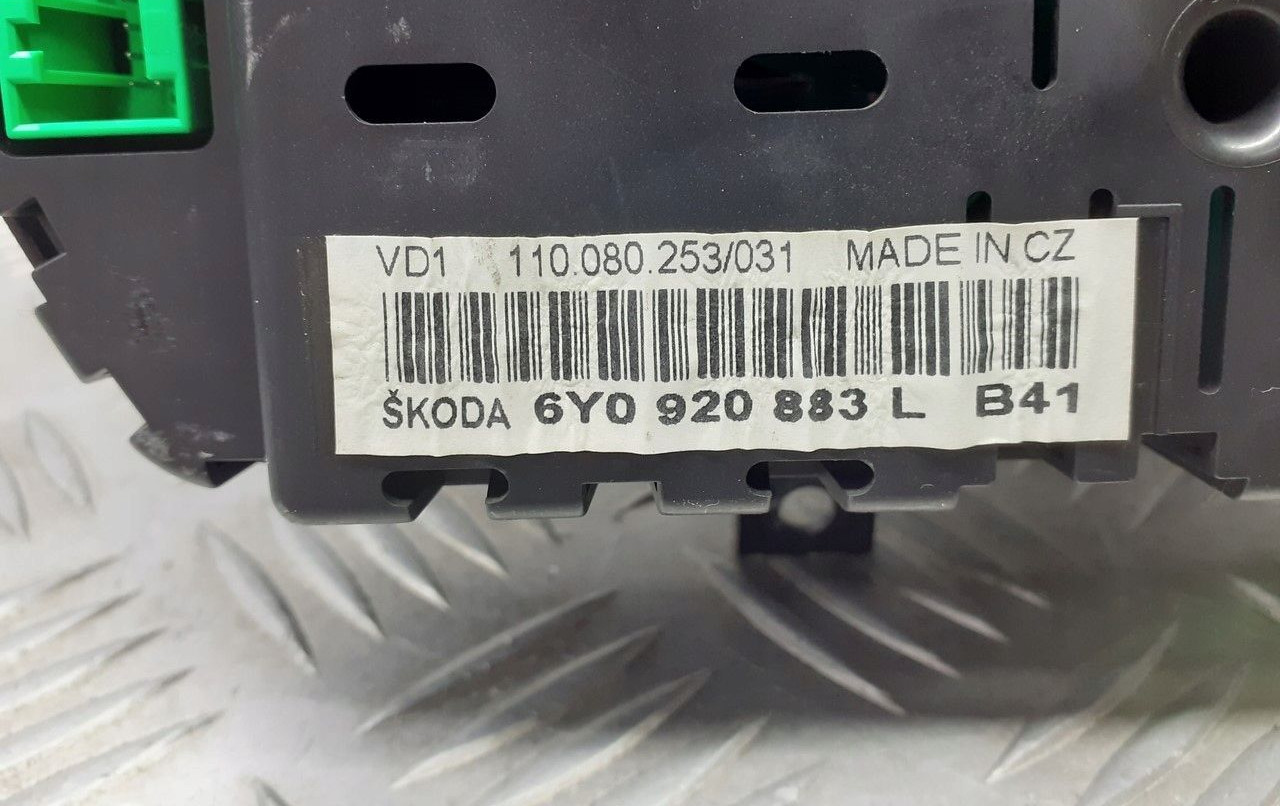 VD1 110.080.253/031 MADE IN CZ
ŠKODA 6Y0 920 883 L B41